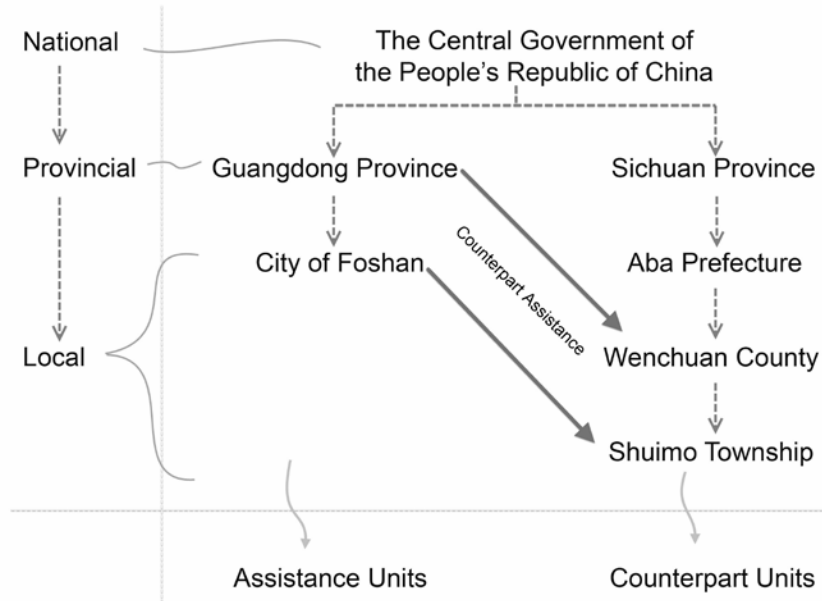 National
The Central Government of
the People's Republic of China
Provincial
Guangdong Province
Sichuan Province
City of Foshan
Counterpart Assistance
Aba Prefecture
Local
Wenchuan County
Shuimo Township
Assistance Units
Counterpart Units